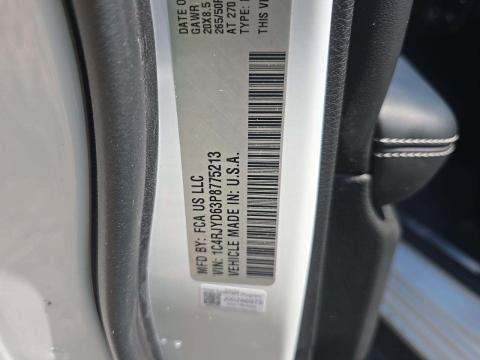 DATE O
GAWR
20X8.5
265/50R
AT 270
TYPE:
MFD BY: FCA US LLC
VIN: 1C4RJYD63P8775213
VEHICLE MADE IN: U.S.A.